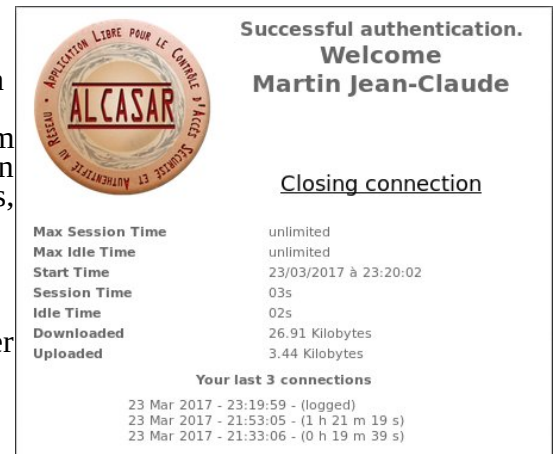 APPLICATION LIBRE POUR LE CONTRÔLE D'ACCÈS SÉCURISÉ ET AUTHENTIFIÉ AU RÉSEAU •
ALCASAR
Successful authentication.
Welcome
Martin Jean-Claude
Closing connection
Max Session Time unlimited
Max Idle Time unlimited
Start Time 23/03/2017 à 23:20:02
Session Time 03s
Idle Time 02s
Downloaded 26.91 Kilobytes
Uploaded 3.44 Kilobytes
Your last 3 connections
23 Mar 2017 - 23:19:59 - (logged)
23 Mar 2017 - 21:53:05 - (1 h 21 m 19 s)
23 Mar 2017 - 21:33:06 - (0 h 19 m 39 s)